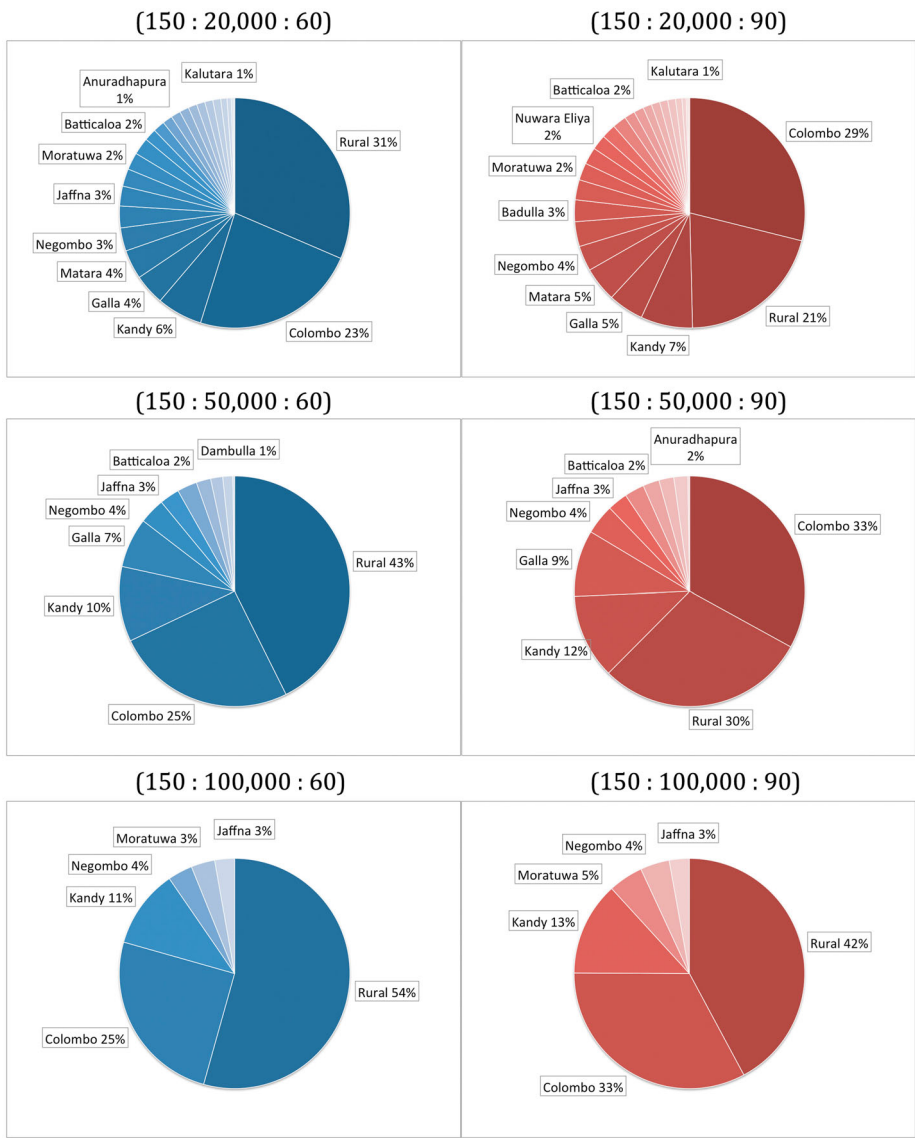 (150 : 20,000 : 60)
Kalutara 1%
Anuradhapura
1%
Batticaloa 2%
Moratuwa 2%
Jaffna 3%
Negombo 3%
Matara 4%
Galla 4%
Kandy 6%
Colombo 23%
Rural 31%
(150 : 20,000 : 90)
Kalutara 1%
Batticaloa 2%
Nuwara Eliya
2%
Moratuwa 2%
Badulla 3%
Negombo 4%
Matara 5%
Galla 5%
Kandy 7%
Rural 21%
Colombo 29%
(150 : 50,000 : 60)
Dambulla 1%
Batticaloa 2%
Jaffna 3%
Negombo 4%
Galla 7%
Kandy 10%
Colombo 25%
Rural 43%
(150 : 50,000 : 90)
Anuradhapura
2%
Batticaloa 2%
Jaffna 3%
Negombo 4%
Galla 9%
Kandy 12%
Rural 30%
Colombo 33%
(150 : 100,000 : 60)
Jaffna 3%
Moratuwa 3%
Negombo 4%
Kandy 11%
Colombo 25%
Rural 54%
(150 : 100,000 : 90)
Jaffna 3%
Negombo 4%
Moratuwa 5%
Kandy 13%
Colombo 33%
Rural 42%